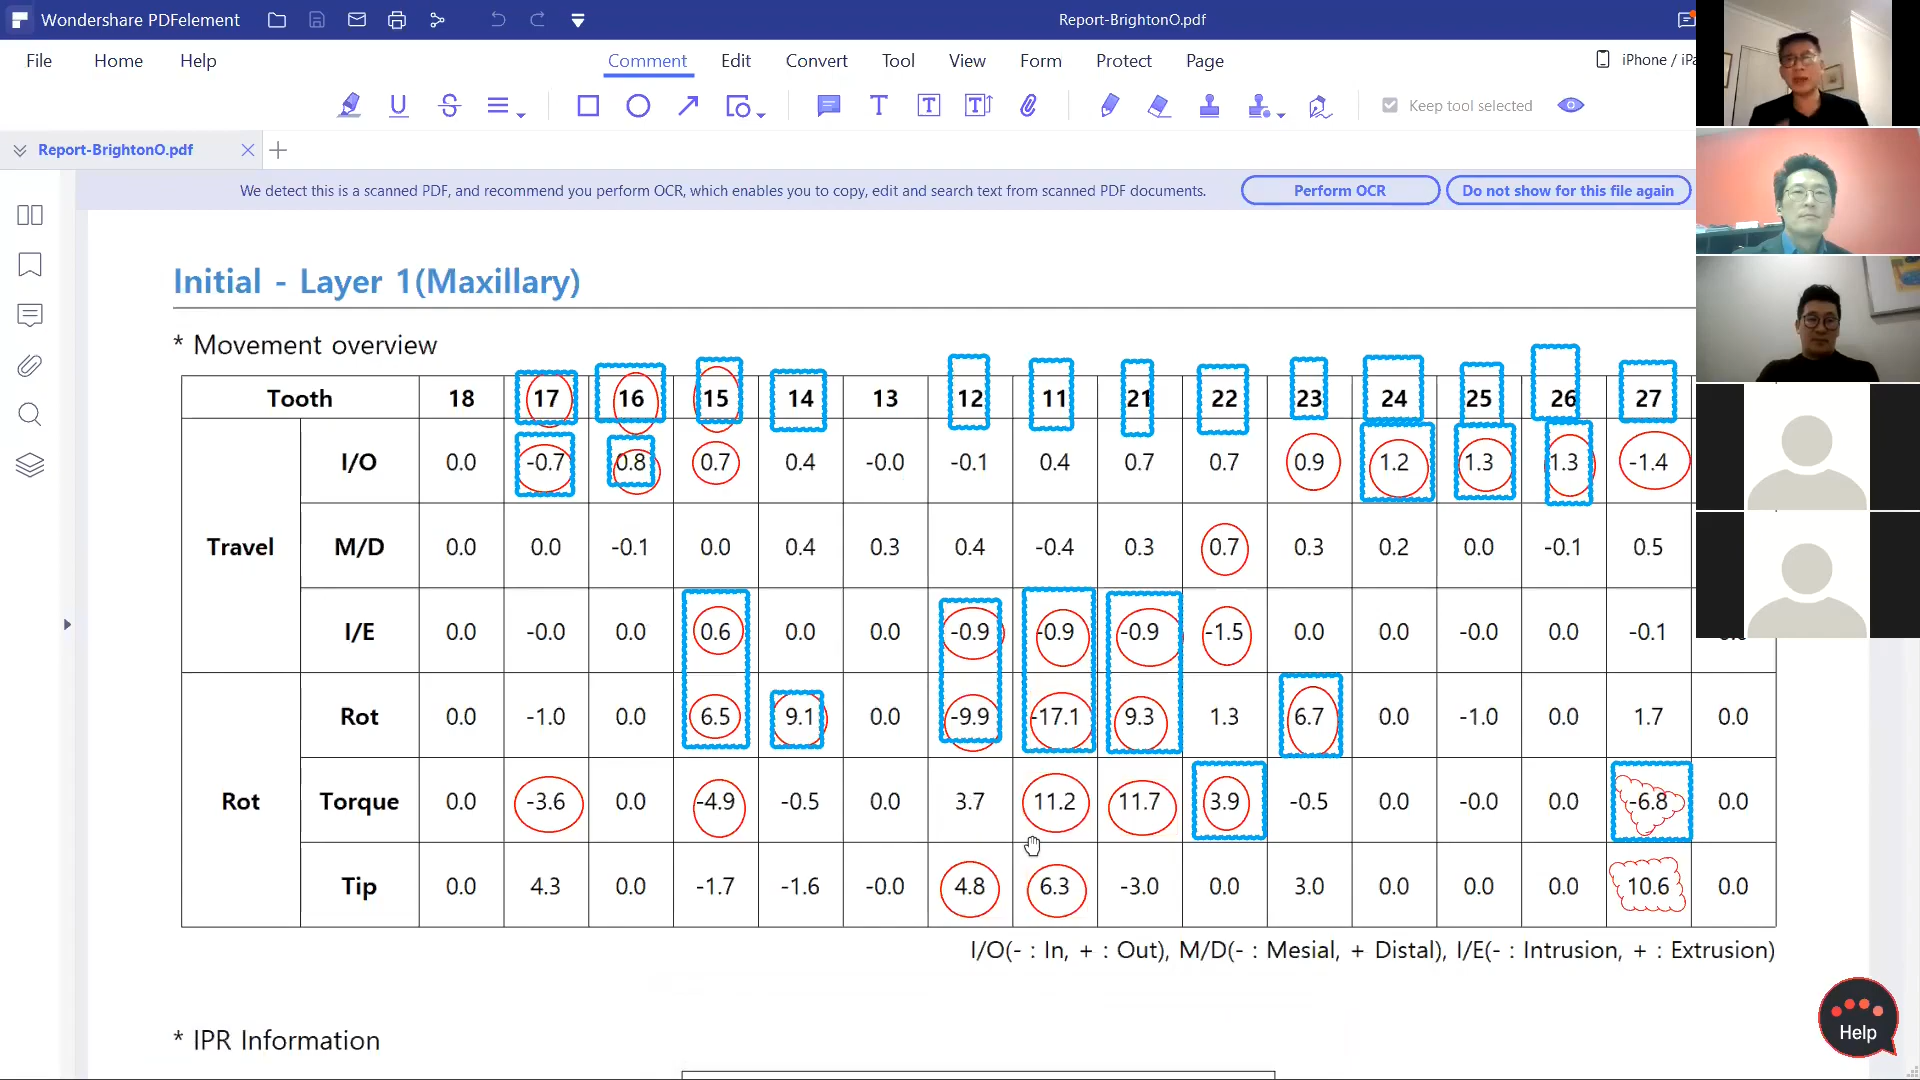 Wondershare PDFelement
Report-BrightonO.pdf
File Home Help Comment Edit Convert Tool View Form Protect Page
iPhone / iPa
Keep tool selected
Report-BrightonO.pdf
We detect this is a scanned PDF, and recommend you perform OCR, which enables you to copy, edit and search text from scanned PDF documents. Perform OCR Do not show for this file again
Initial - Layer 1(Maxillary)
* Movement overview
Tooth 18 17 16 15 14 13 12 11 21 22 23 24 25 26 27
I/O 0.0 -0.7 0.8 0.7 0.4 -0.0 -0.1 0.4 0.7 0.7 0.9 1.2 1.3 1.3 -1.4
Travel M/D 0.0 0.0 -0.1 0.0 0.4 0.3 0.4 -0.4 0.3 0.7 0.3 0.2 0.0 -0.1 0.5
I/E 0.0 -0.0 0.0 0.6 0.0 0.0 -0.9 -0.9 -0.9 -1.5 0.0 0.0 -0.0 0.0 -0.1
Rot 0.0 -1.0 0.0 6.5 9.1 0.0 -9.9 -17.1 9.3 1.3 6.7 0.0 -1.0 0.0 1.7 0.0
Rot Torque 0.0 -3.6 0.0 -4.9 -0.5 0.0 3.7 11.2 11.7 3.9 -0.5 0.0 -0.0 0.0 -6.8 0.0
Tip 0.0 4.3 0.0 -1.7 -1.6 -0.0 4.8 6.3 -3.0 0.0 3.0 0.0 0.0 0.0 10.6 0.0
I/O(- : In, + : Out), M/D(- : Mesial, + Distal), I/E(- : Intrusion, + : Extrusion)
* IPR Information
Help